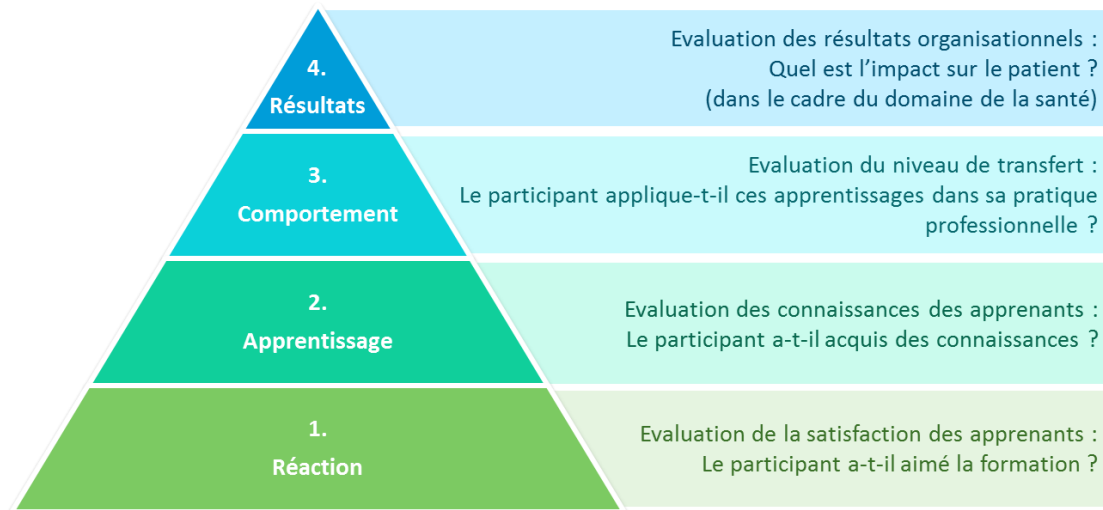 4.
Résultats
Evaluation des résultats organisationnels :
Quel est l’impact sur le patient ?
(dans le cadre du domaine de la santé)
3.
Comportement
Evaluation du niveau de transfert :
Le participant applique-t-il ces apprentissages dans sa pratique
professionnelle ?
2.
Apprentissage
Evaluation des connaissances des apprenants :
Le participant a-t-il acquis des connaissances ?
1.
Réaction
Evaluation de la satisfaction des apprenants :
Le participant a-t-il aimé la formation ?